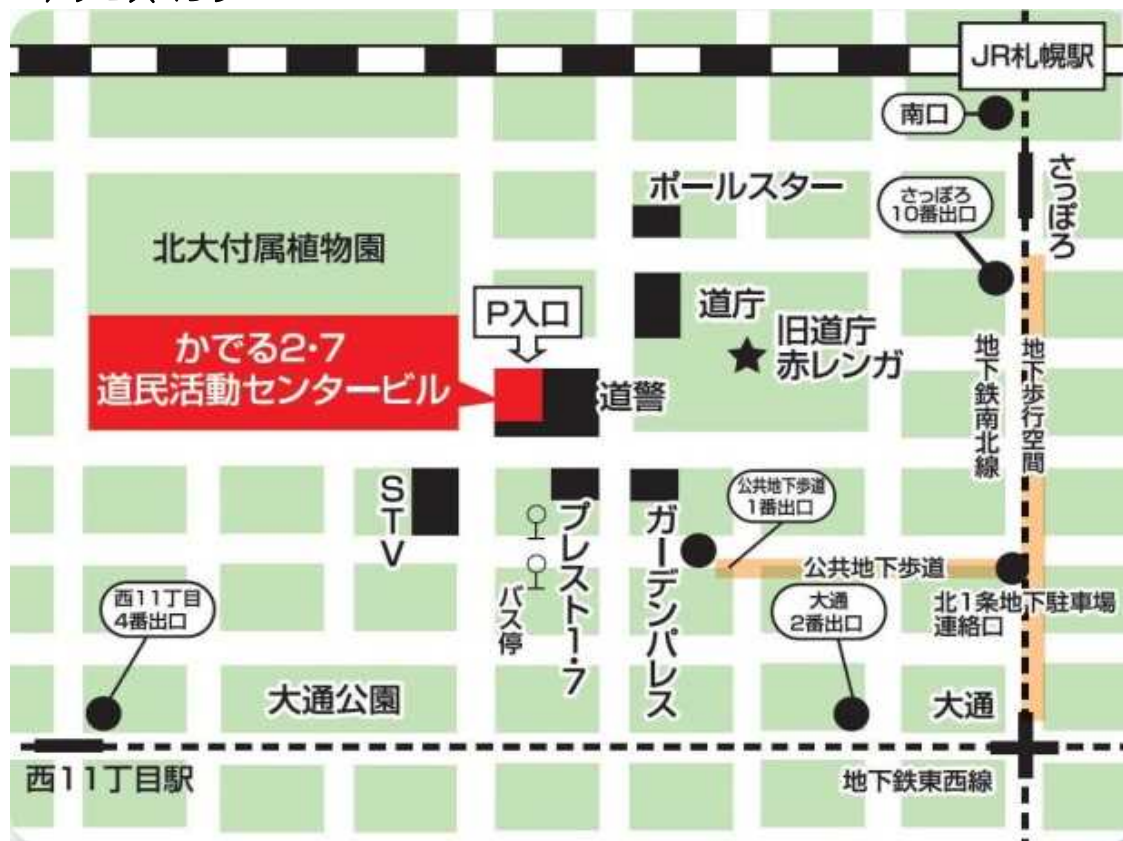 JR札幌駅
南口
さっぽろ
ポールスター
さっぽろ
10番出口
北大付属植物園
P入口
道庁
旧道庁
赤レンガ
かでる2・7
道民活動センタービル
道警
地下鉄南北線
地下歩行空間
STV
プレスト1・7
ガーデンパレス
公共地下歩道
1番出口
バス停
公共地下歩道
西11丁目
4番出口
大通
2番出口
北1条地下駐車場
連絡口
大通公園
大通
西11丁目駅
地下鉄東西線